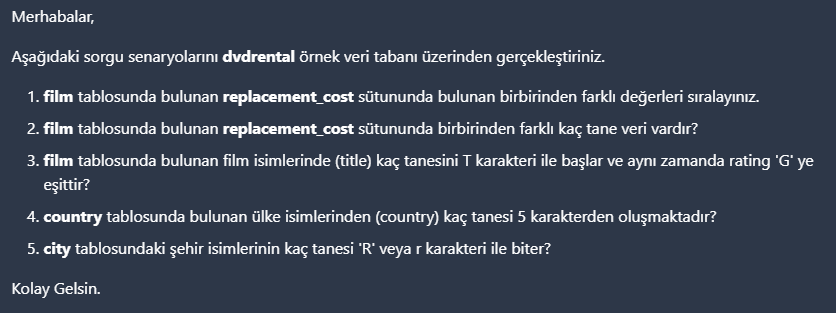 Merhabalar,
Aşağıdaki sorgu senaryolarını dvdrental örnek veri tabanı üzerinden gerçekleştiriniz.
1. film tablosunda bulunan replacement_cost sütununda bulunan birbirinden farklı değerleri sıralayınız.
2. film tablosunda bulunan replacement_cost sütununda birbirinden farklı kaç tane veri vardır?
3. film tablosunda bulunan film isimlerinde (title) kaç tanesini T karakteri ile başlar ve aynı zamanda rating 'G' ye
eşittir?
4. country tablosunda bulunan ülke isimlerinden (country) kaç tanesi 5 karakterden oluşmaktadır?
5. city tablosundaki şehir isimlerinin kaç tanesi 'R' veya r karakteri ile biter?
Kolay Gelsin.